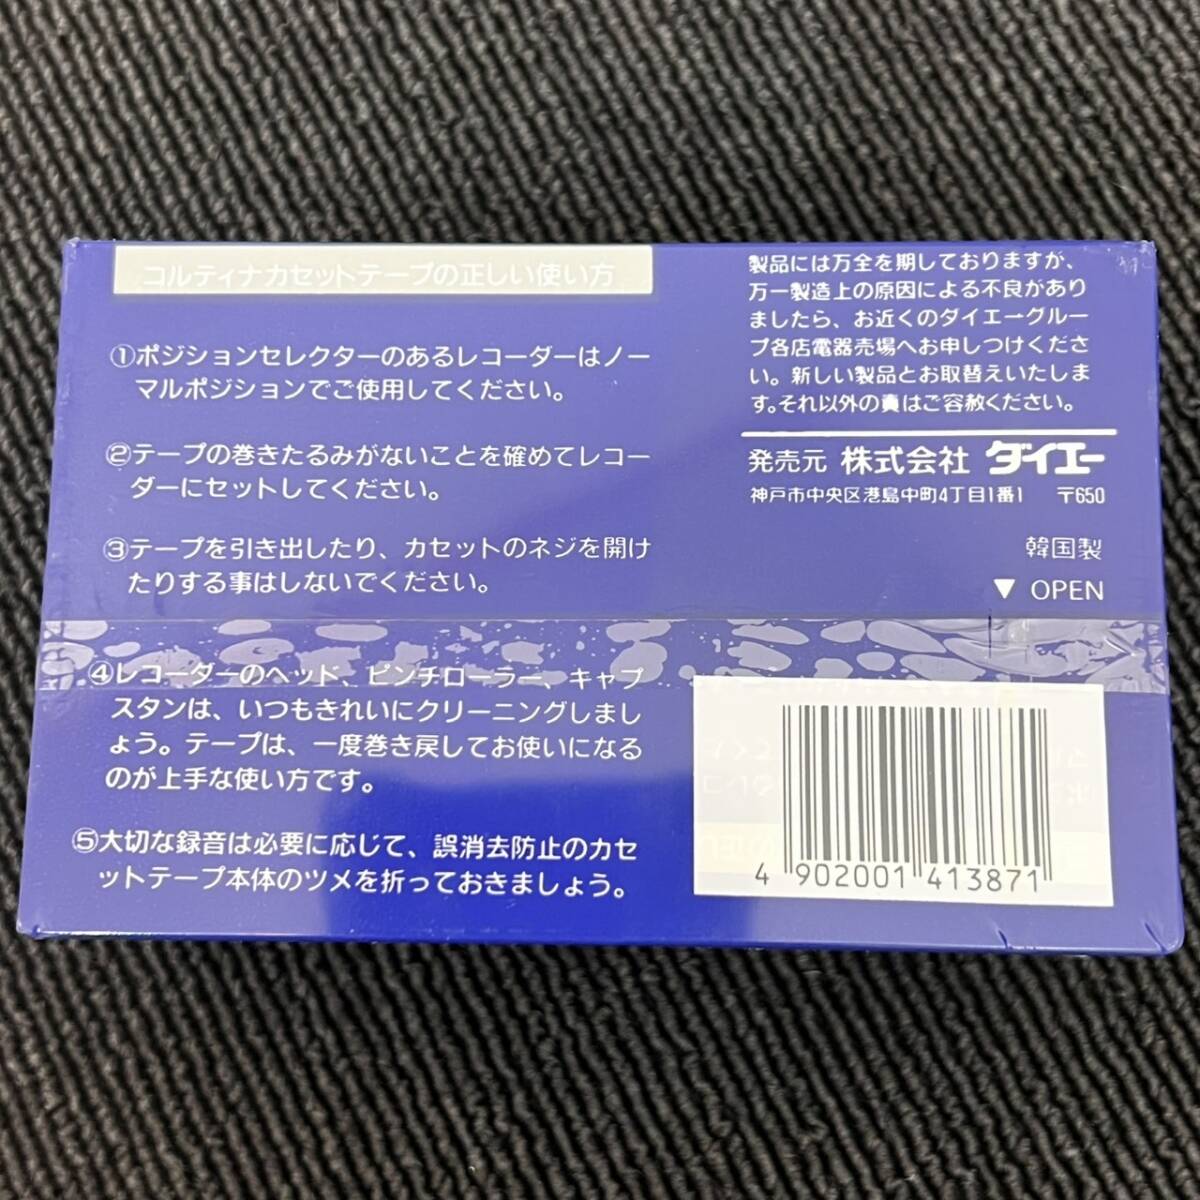 コルティナカセットテープの正しい使い方
①ポジションセレクターのあるレコーダーはノー
マルポジションでご使用してください。
②テープの巻きたるみがないことを確めてレコー
ダーにセットしてください。
③テープを引き出したり、カセットのネジを開け
たりする事はしないでください。
④レコーダーのヘッド、ピンチローラー、キャプ
スタンは、いつもきれいにクリーニングしまし
ょう。テープは、一度巻き戻してお使いになる
のが上手な使い方です。
⑤大切な録音は必要に応じて、誤消去防止のカセ
ットテープ本体のツメを折っておきましょう。
製品には万全を期しておりますが、
万一製造上の原因による不良があり
ましたら、お近くのダイエーグルー
プ各店電器売場へお申しつけくださ
い。新しい製品とお取替えいたしま
す。それ以外の責はご容赦ください。
発売元 株式会社 ダイエー
神戸市中央区港島中町4丁目1番1 〒650
韓国製
▼ OPEN
4 902001 413871